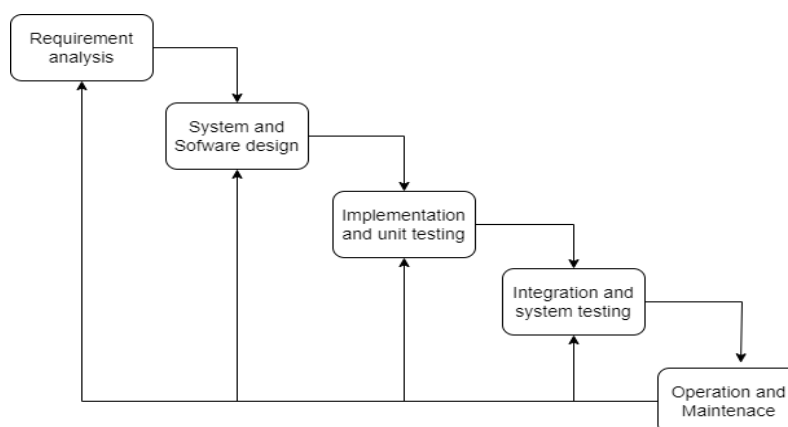 Requirement
analysis
System and
Sofware design
Implementation
and unit testing
Integration and
system testing
Operation and
Maintenace